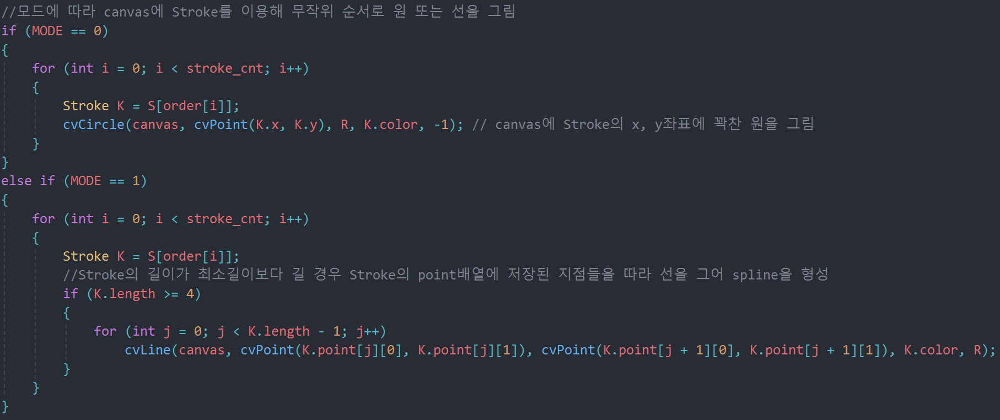 //모드에 따라 canvas에 Stroke를 이용해 무작위 순서로 원 또는 선을 그림
if (MODE == 0)
{
    for (int i = 0; i < stroke_cnt; i++)
    {
        Stroke K = S[order[i]];
        cvCircle(canvas, cvPoint(K.x, K.y), R, K.color, -1); // canvas에 Stroke의 x, y좌표에 꽉찬 원을 그림
    }
}
else if (MODE == 1)
{
    for (int i = 0; i < stroke_cnt; i++)
    {
        Stroke K = S[order[i]];
        //Stroke의 길이가 최소길이보다 길 경우 Stroke의 point배열에 저장된 지점들을 따라 선을 그어 spline을 형성
        if (K.length >= 4)
        {
            for (int j = 0; j < K.length - 1; j++)
                cvLine(canvas, cvPoint(K.point[j][0], K.point[j][1]), cvPoint(K.point[j + 1][0], K.point[j + 1][1]), K.color, R);
        }
    }
}